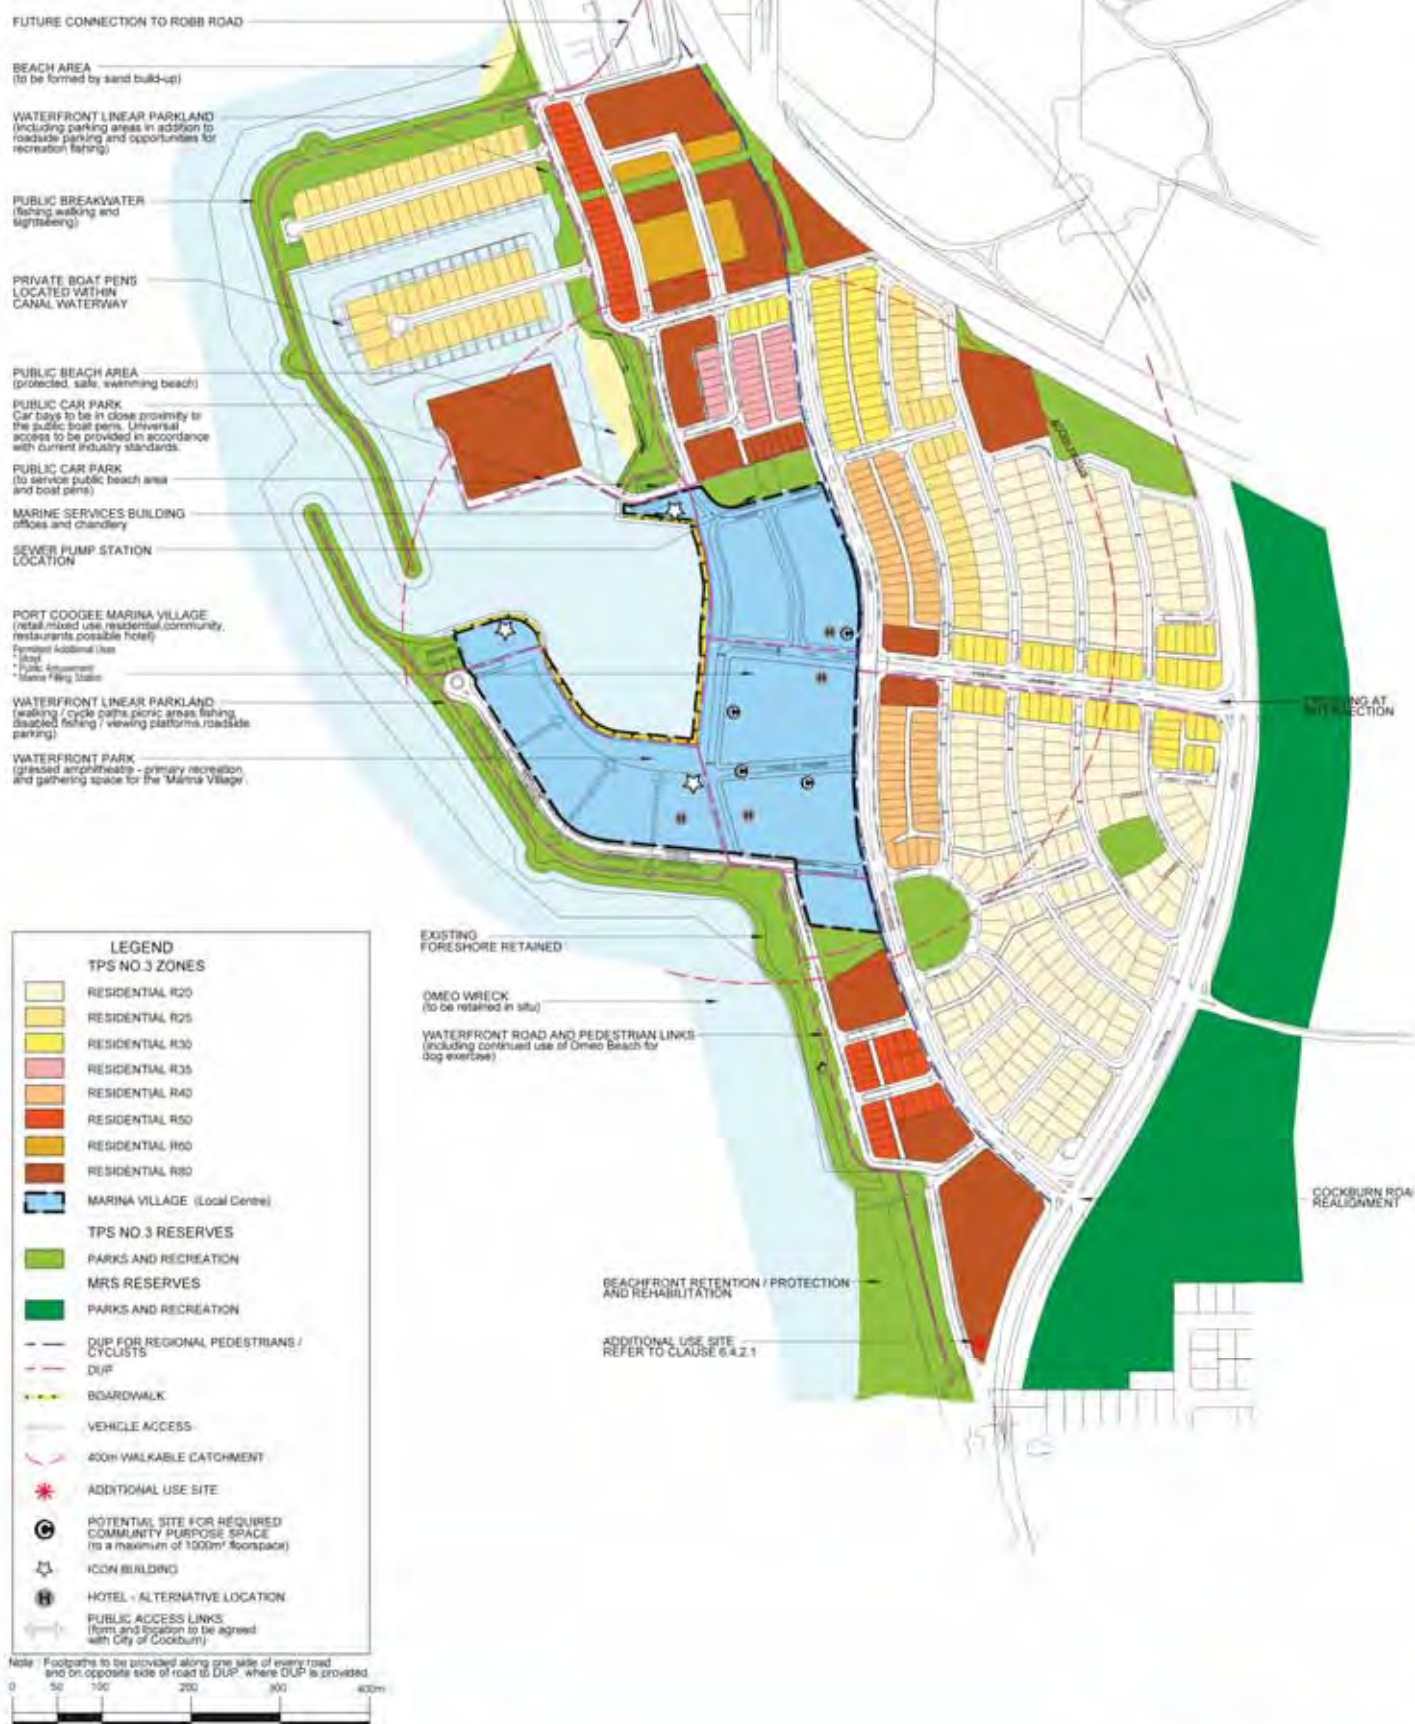 FUTURE CONNECTION TO ROBB ROAD
BEACH AREA
(to be formed by sand build-up)
WATERFRONT LINEAR PARKLAND
(including parking areas in addition to
roadside parking and opportunities for
recreation fishing)
PUBLIC BREAKWATER
(fishing walking and
sightseeing)
PRIVATE BOAT PENS
LOCATED WITHIN
CANAL WATERWAY
PUBLIC BEACH AREA
(protected, safe, swimming beach)
PUBLIC CAR PARK
Car bays to be in close proximity to
the public boat pens. Universal
access to be provided in accordance
with current industry standards.
PUBLIC CAR PARK
(to service public beach area
and boat pens)
MARINE SERVICES BUILDING
offices and chandlery
SEWER PUMP STATION
LOCATION
PORT COOGEE MARINA VILLAGE
(retail,mixed use,residential,community,
restaurants,possible hotel)
Permitted Additional Uses
* Motel
* Public Amusement
* Marine Filling Station
WATERFRONT LINEAR PARKLAND
(walking / cycle paths,picnic areas,fishing,
disabled fishing / viewing platforms,roadside
parking)
WATERFRONT PARK
(grassed amphitheatre - primary recreation
and gathering space for the 'Marina Village'.
H C
H
C
C
C
H
H
AT
INTERSECTION
EXISTING
FORESHORE RETAINED
OMEO WRECK
(to be retained in situ)
WATERFRONT ROAD AND PEDESTRIAN LINKS
(including continued use of Omeo Beach for
dog exercise)
COCKBURN ROA
REALIGNMENT
BEACHFRONT RETENTION / PROTECTION
AND REHABILITATION
ADDITIONAL USE SITE
REFER TO CLAUSE 6.4.2.1
LEGEND
TPS NO.3 ZONES
RESIDENTIAL R20
RESIDENTIAL R25
RESIDENTIAL R30
RESIDENTIAL R35
RESIDENTIAL R40
RESIDENTIAL R50
RESIDENTIAL R60
RESIDENTIAL R80
MARINA VILLAGE (Local Centre)
TPS NO.3 RESERVES
PARKS AND RECREATION
MRS RESERVES
PARKS AND RECREATION
DUP FOR REGIONAL PEDESTRIANS /
CYCLISTS
DUP
BOARDWALK
VEHICLE ACCESS
400m WALKABLE CATCHMENT
ADDITIONAL USE SITE
C POTENTIAL SITE FOR REQUIRED
COMMUNITY PURPOSE SPACE
(to a maximum of 1000m² floorspace)
ICON BUILDING
H HOTEL - ALTERNATIVE LOCATION
PUBLIC ACCESS LINKS
(form and location to be agreed
with City of Cockburn)
Note : Footpaths to be provided along one side of every road
and on opposite side of road to DUP, where DUP is provided.
0 50 100 200 300 400m